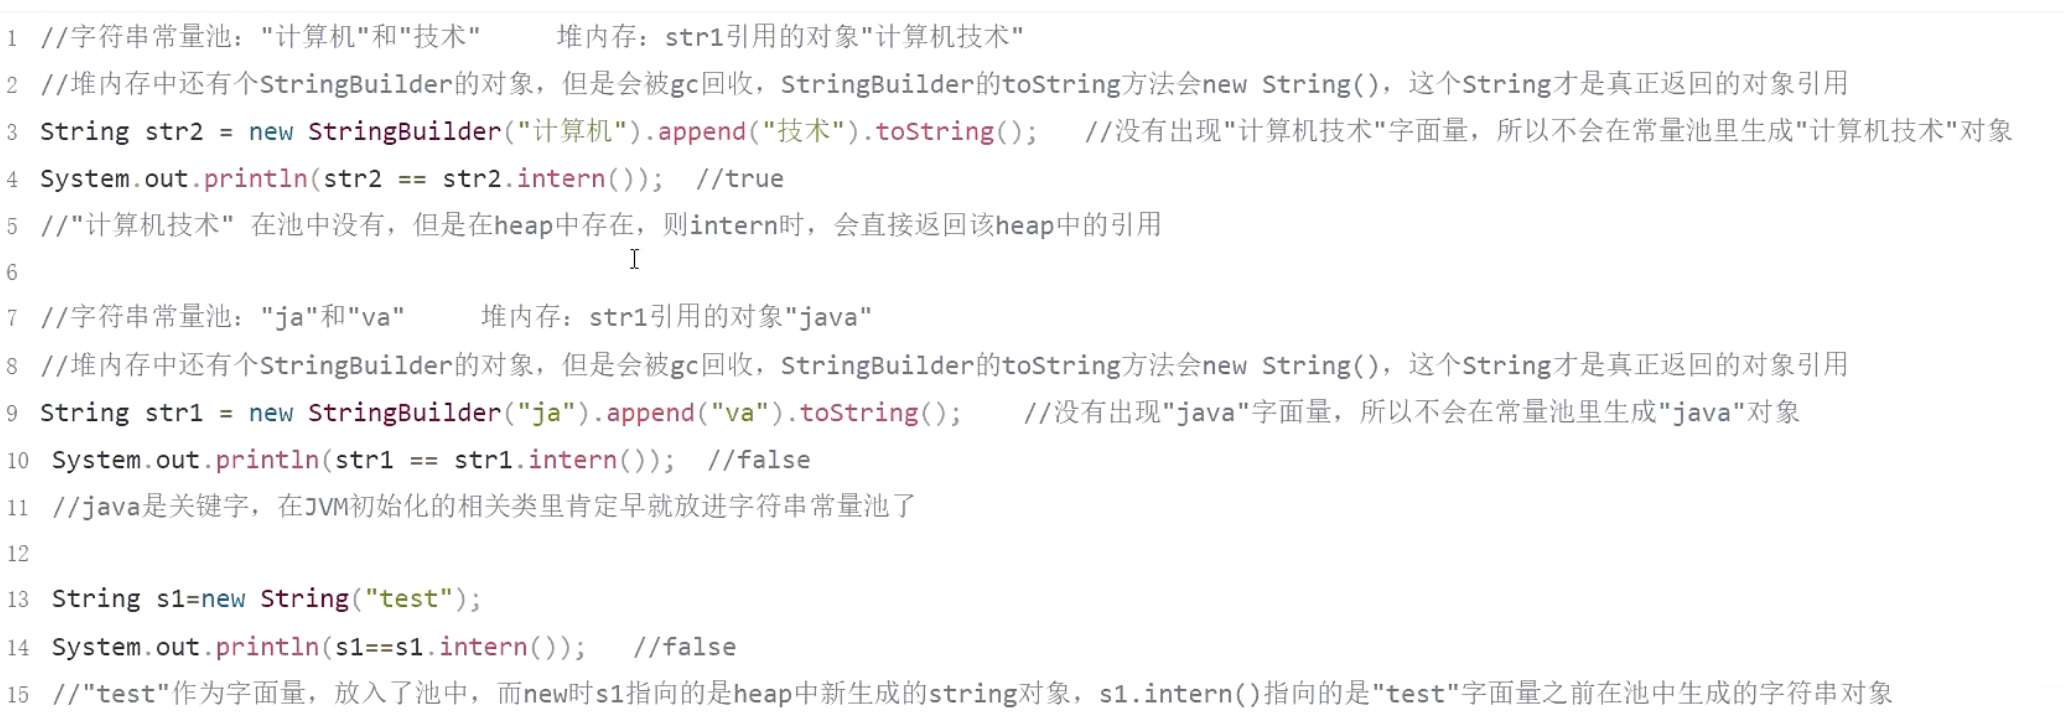 1 //字符串常量池："计算机"和"技术"     堆内存：str1引用的对象"计算机技术"
2 //堆内存中还有个StringBuilder的对象，但是会被gc回收，StringBuilder的toString方法会new String()，这个String才是真正返回的对象引用
3 String str2 = new StringBuilder("计算机").append("技术").toString();   //没有出现"计算机技术"字面量，所以不会在常量池里生成"计算机技术"对象
4 System.out.println(str2 == str2.intern());  //true
5 //"计算机技术" 在池中没有，但是在heap中存在，则intern时，会直接返回该heap中的引用
6
7 //字符串常量池："ja"和"va"     堆内存：str1引用的对象"java"
8 //堆内存中还有个StringBuilder的对象，但是会被gc回收，StringBuilder的toString方法会new String()，这个String才是真正返回的对象引用
9 String str1 = new StringBuilder("ja").append("va").toString();    //没有出现"java"字面量，所以不会在常量池里生成"java"对象
10 System.out.println(str1 == str1.intern());  //false
11 //java是关键字，在JVM初始化的相关类里肯定早就放进字符串常量池了
12
13 String s1=new String("test");
14 System.out.println(s1==s1.intern());   //false
15 //"test"作为字面量，放入了池中，而new时s1指向的是heap中新生成的string对象，s1.intern()指向的是"test"字面量之前在池中生成的字符串对象